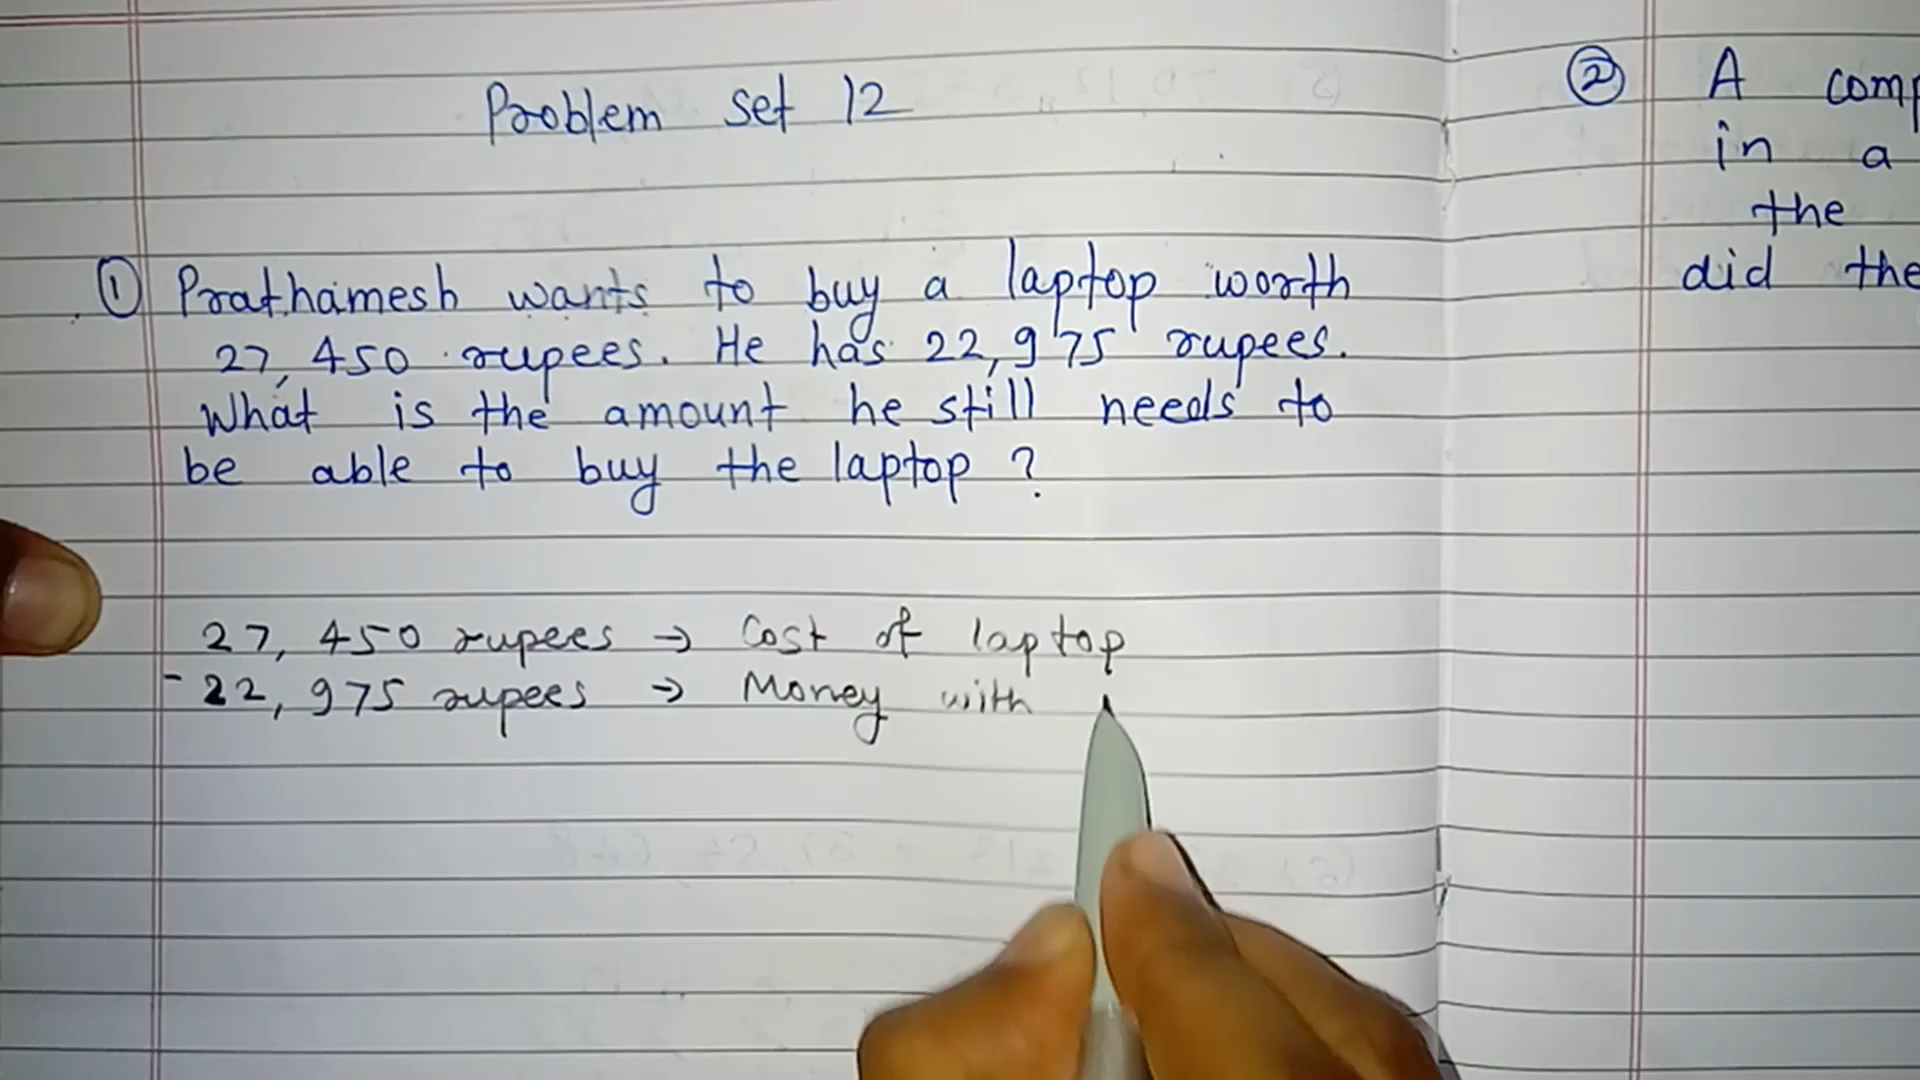 Problem set 12
① Prathamesh wants to buy a laptop worth
27,450 rupees. He has 22,975 rupees.
What is the amount he still needs to
be able to buy the laptop ?
27,450 rupees → Cost of laptop
- 22,975 rupees → Money with
② A comp
in a
the
did the